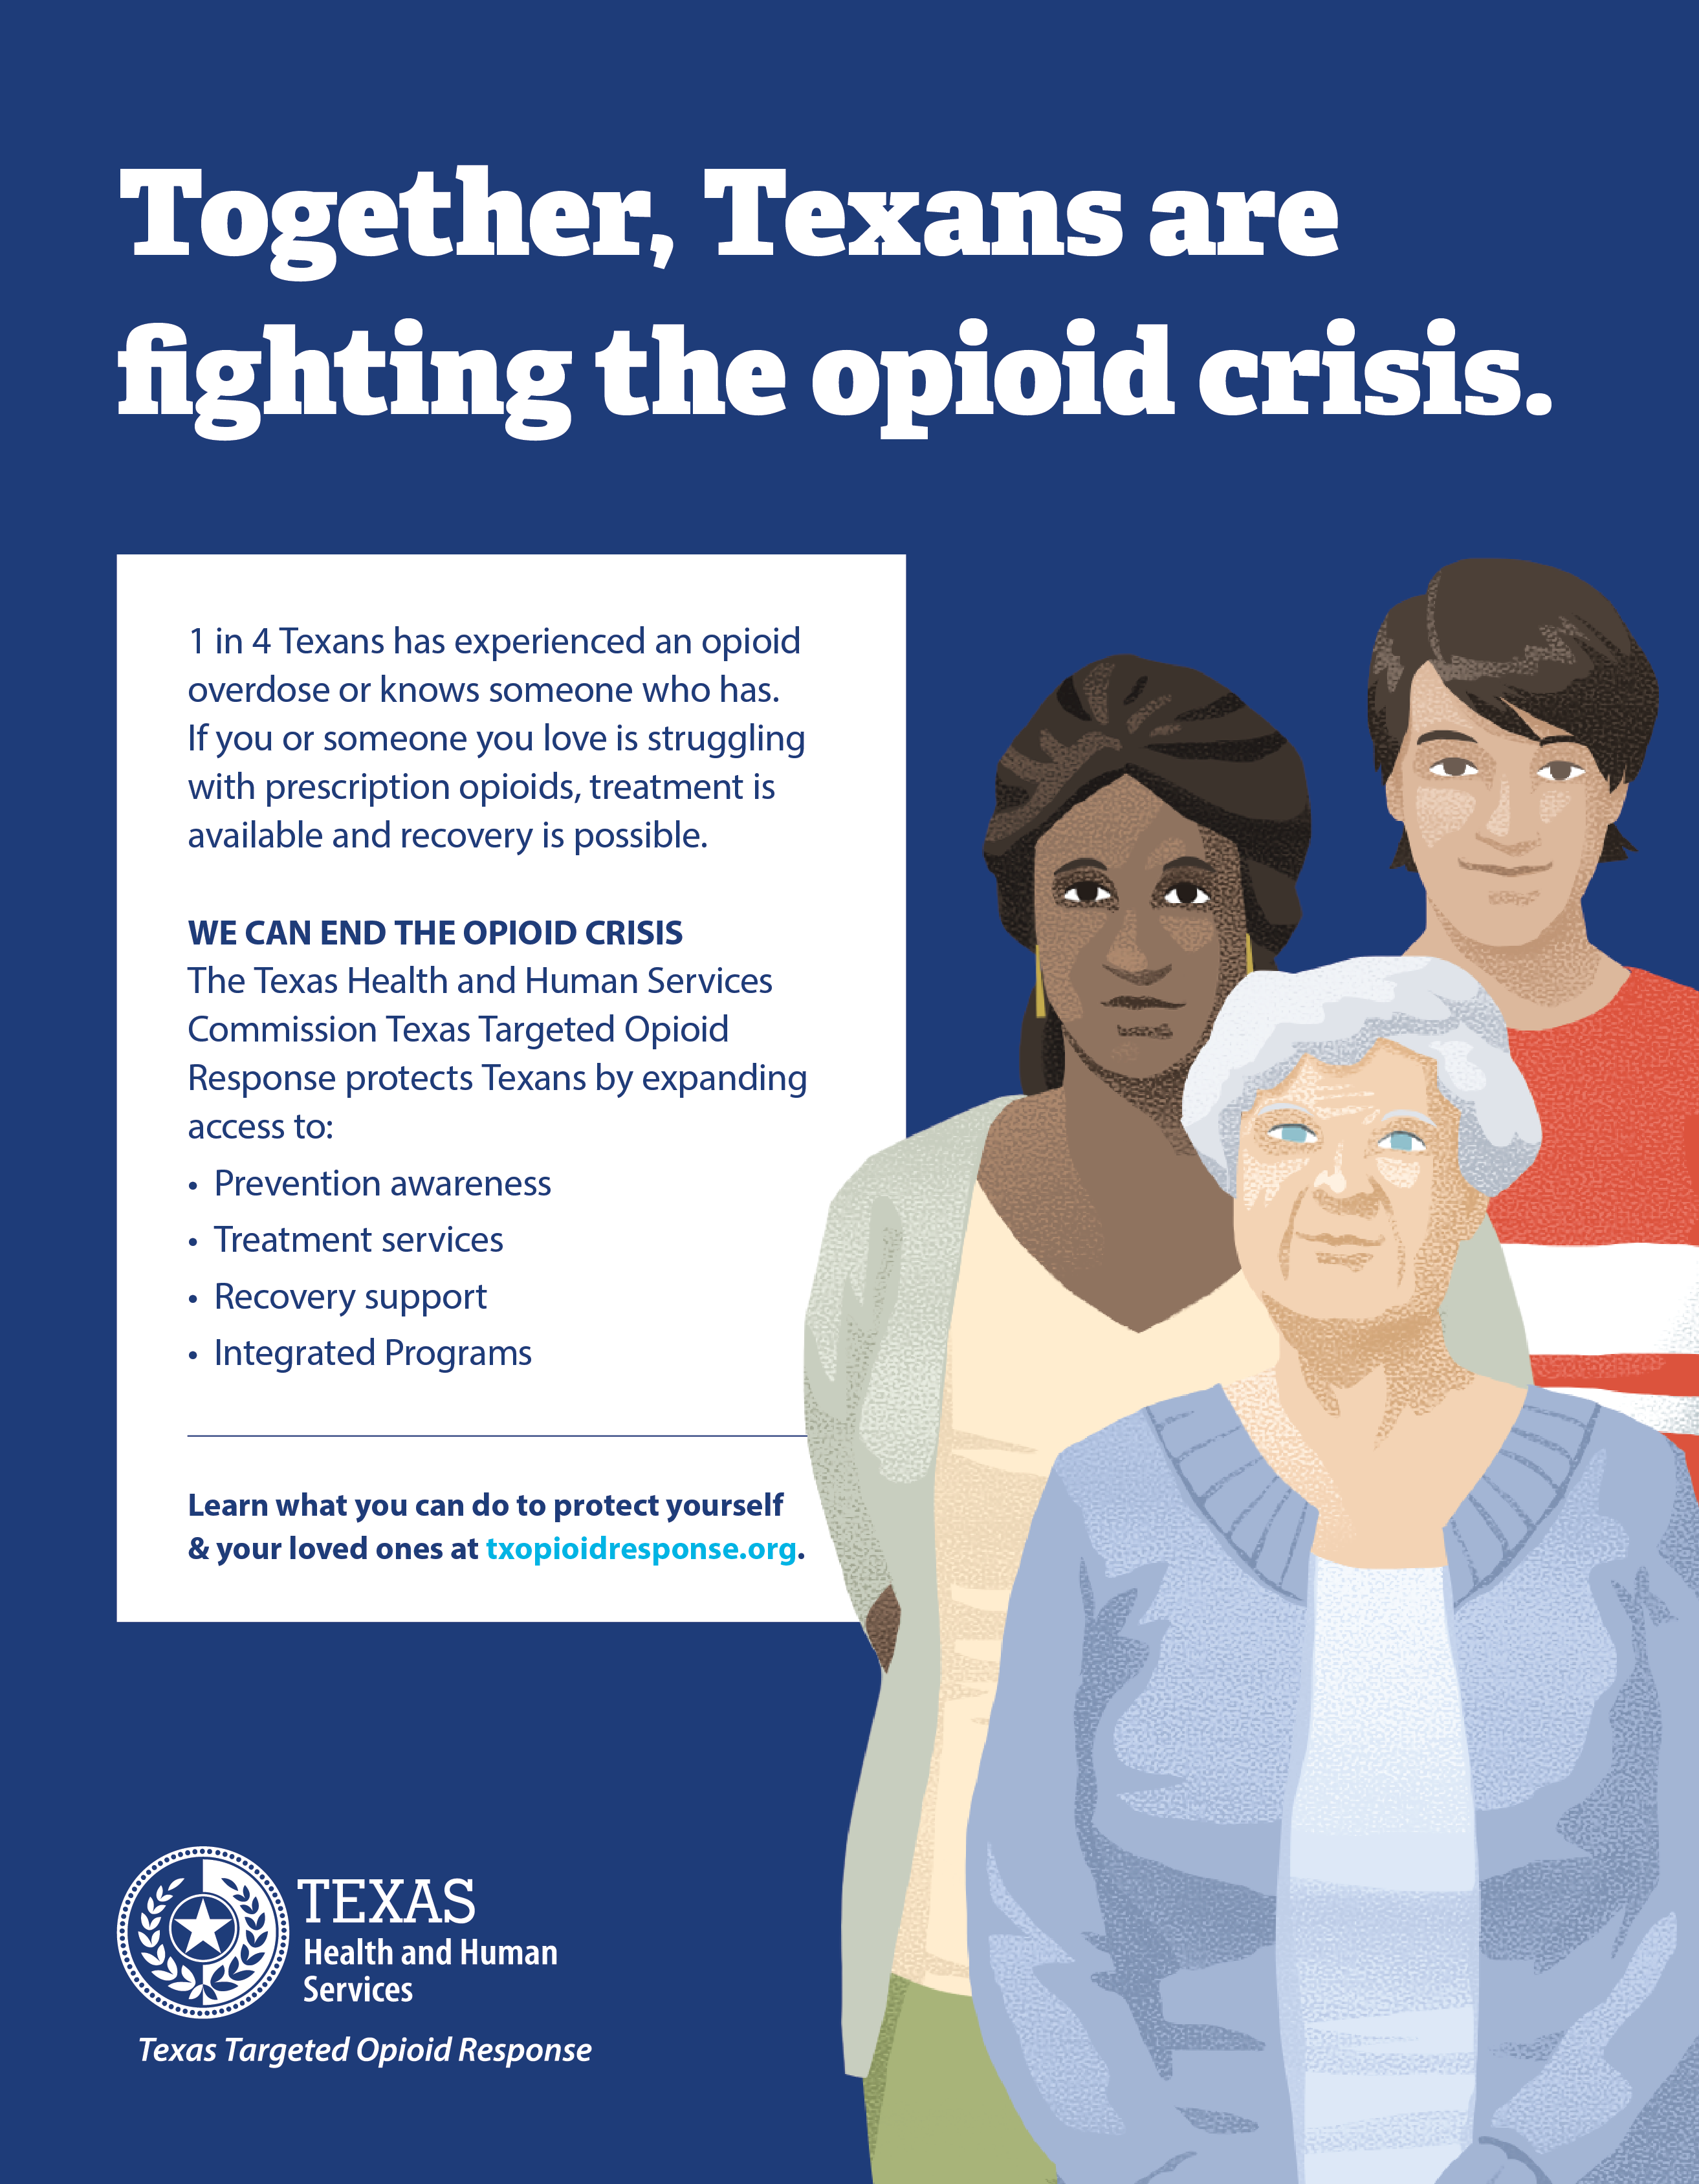 Together, Texans are
fighting the opioid crisis.
1 in 4 Texans has experienced an opioid
overdose or knows someone who has.
If you or someone you love is struggling
with prescription opioids, treatment is
available and recovery is possible.
WE CAN END THE OPIOID CRISIS
The Texas Health and Human Services
Commission Texas Targeted Opioid
Response protects Texans by expanding
access to:
• Prevention awareness
• Treatment services
• Recovery support
• Integrated Programs
Learn what you can do to protect yourself
& your loved ones at txopioidresponse.org.
TEXAS
Health and Human
Services
Texas Targeted Opioid Response